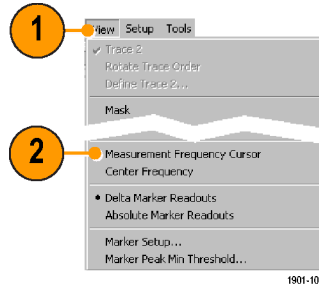 1
View Setup Tools
Trace 2
Rotate Trace Order
Define Trace 2...
Mask
2
Measurement Frequency Cursor
Center Frequency
Delta Marker Readouts
Absolute Marker Readouts
Marker Setup...
Marker Peak Min Threshold...
1901-10